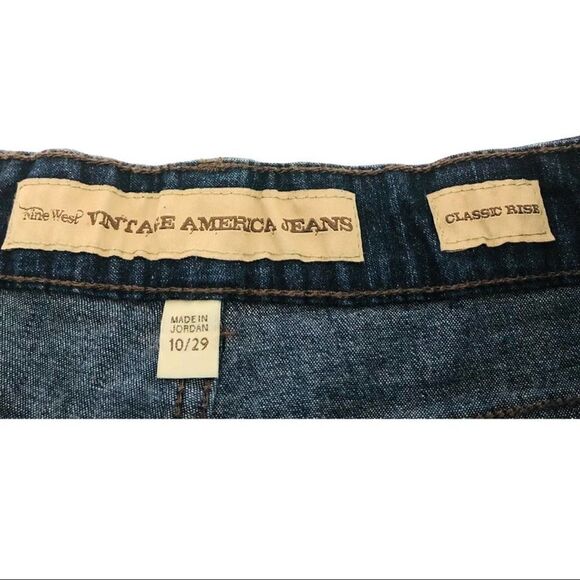 Nine West VINTAGE AMERICA JEANS
CLASSIC RISE
MADE IN
JORDAN
10/29